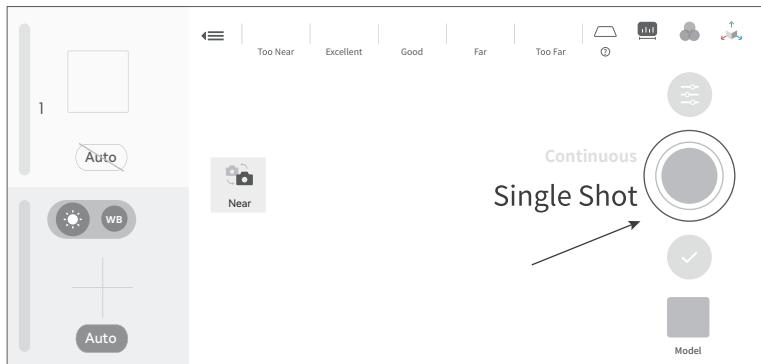 Too Near Excellent Good Far Too Far ?
1
Auto
Continuous
Near
Single Shot
WB
Auto
Model